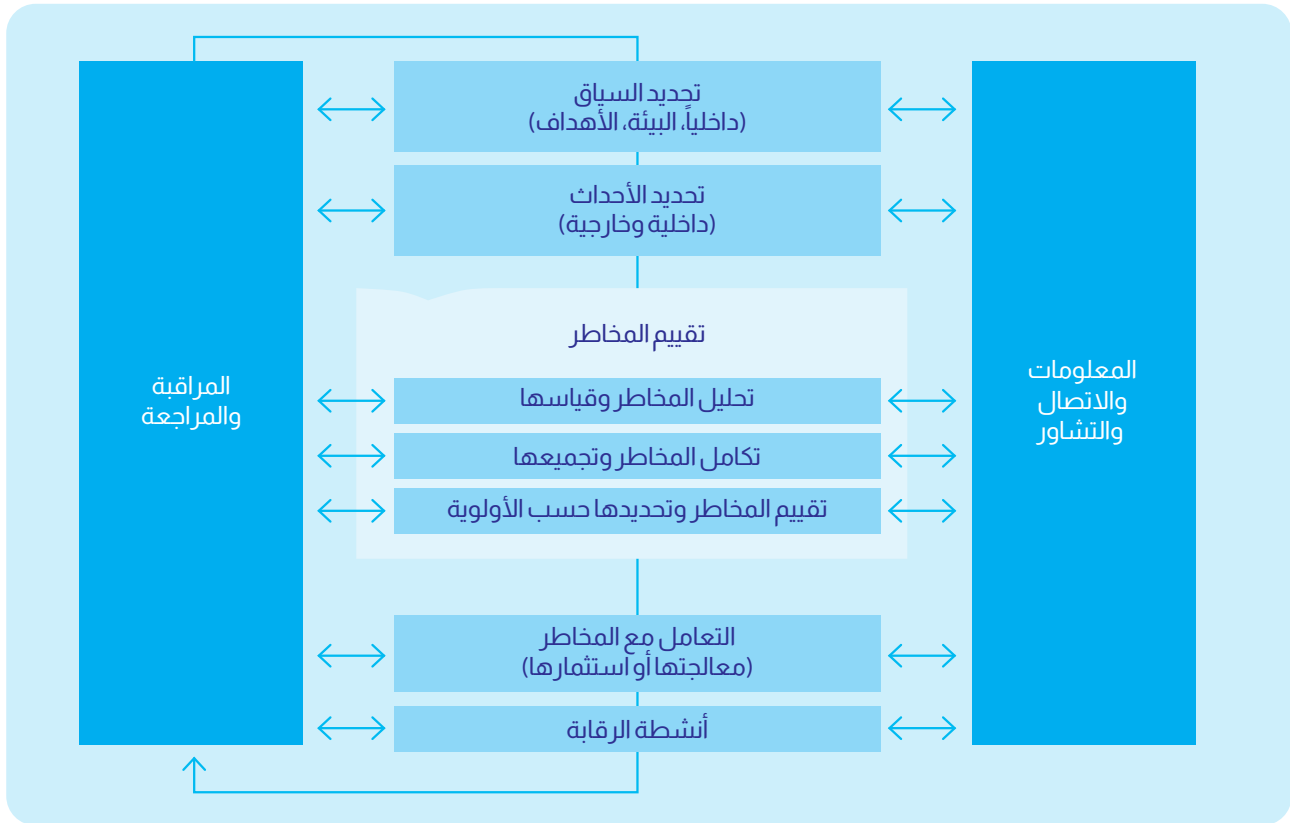 تحديد السياق
(داخلياً، البيئة، الأهداف)
تحديد الأحداث
(داخلية وخارجية)
تقييم المخاطر
تحليل المخاطر وقياسها
تكامل المخاطر وتجميعها
تقييم المخاطر وتحديدها حسب الأولوية
التعامل مع المخاطر
(معالجتها أو استثمارها)
أنشطة الرقابة
المعلومات
والاتصال
والتشاور
المراقبة
والمراجعة